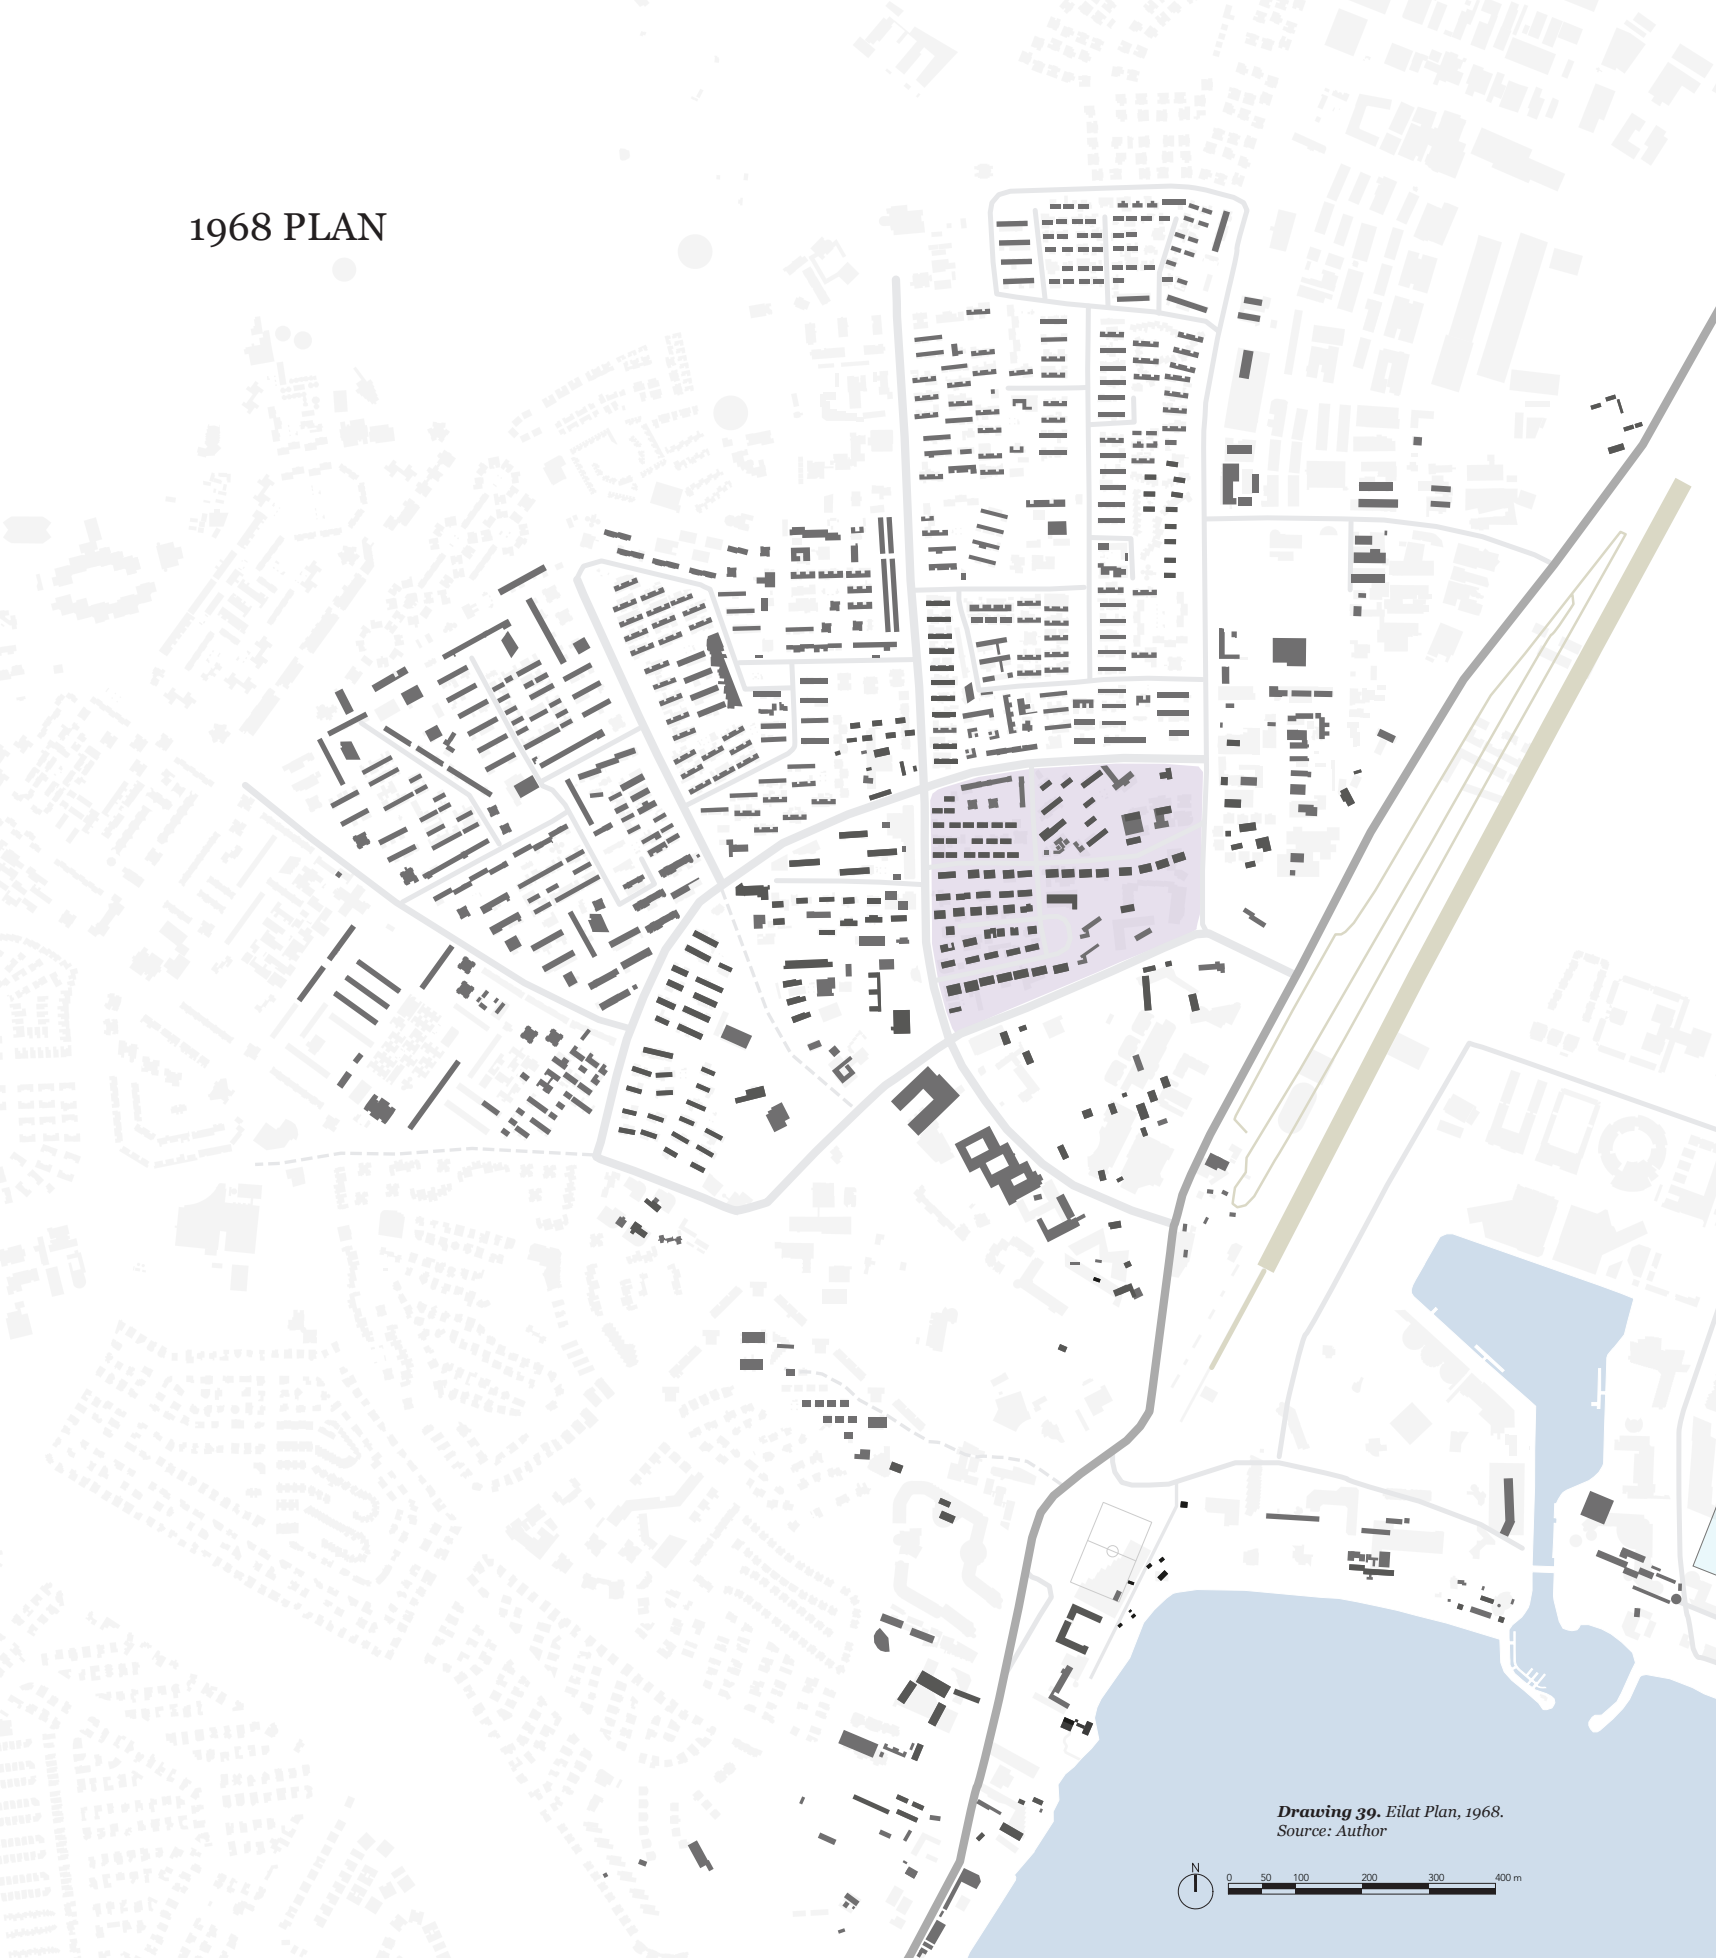 1968 PLAN
Drawing 39. Eilat Plan, 1968.
Source: Author
N
0 50 100 200 300 400 m